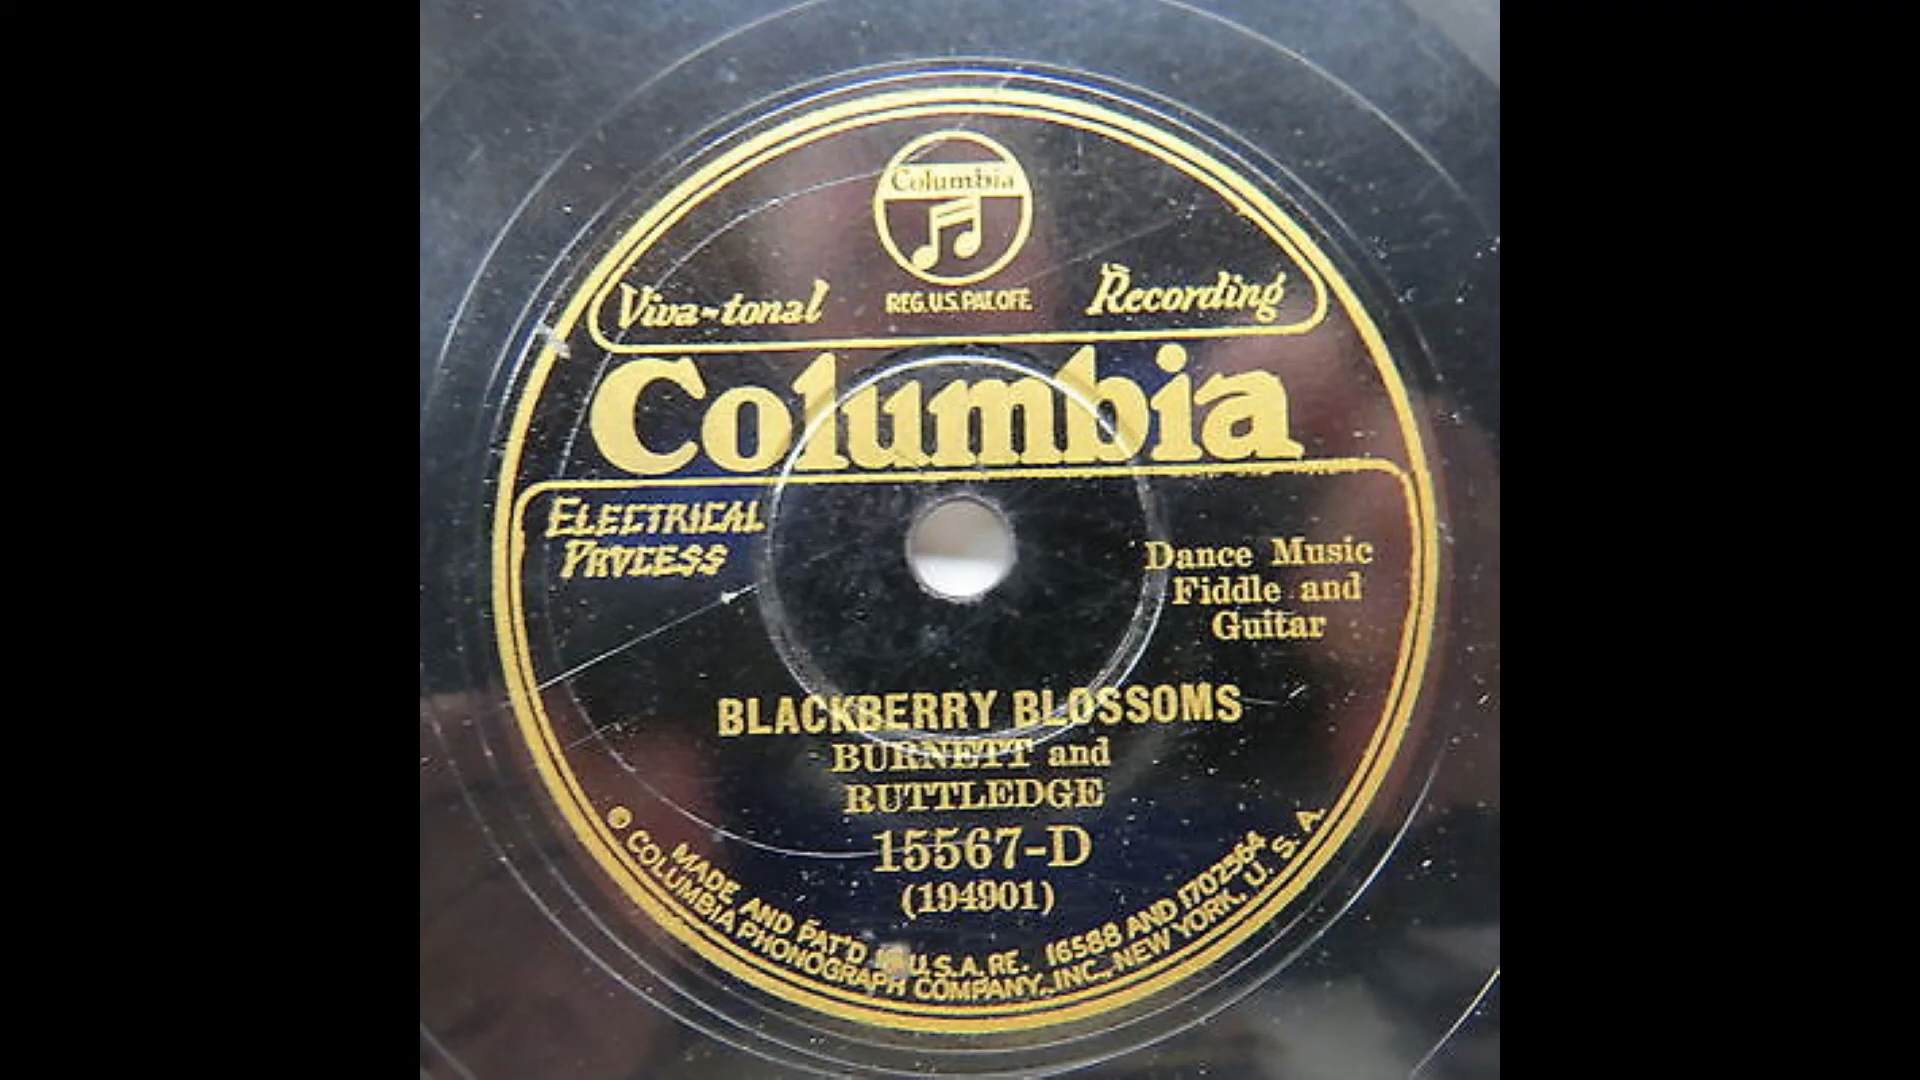 Columbia
REG. U.S. PAT. OFF.
Viva-tonal Recording
Columbia
ELECTRICAL
PROCESS
Dance Music
Fiddle and
Guitar
BLACKBERRY BLOSSOMS
BURNETT and
RUTTLEDGE
15567-D
(194901)
MADE AND PAT'D IN U.S.A. RE. 16588 AND 1702564
COLUMBIA PHONOGRAPH COMPANY, INC., NEW YORK, U. S. A.